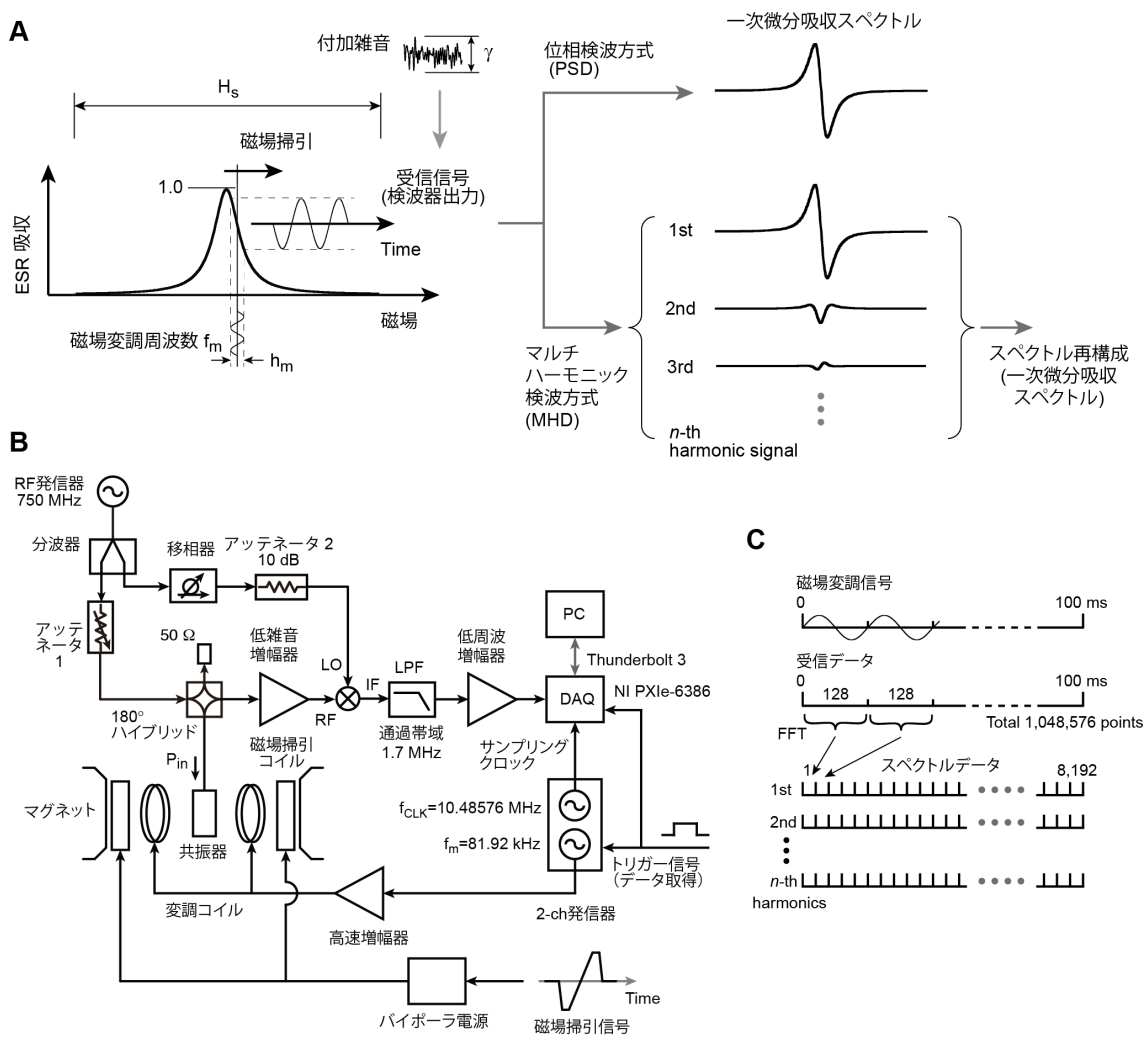 A
付加雑音
γ
Hs
磁場掃引
1.0
受信信号
(検波器出力)
Time
ESR 吸収
磁場
磁場変調周波数 fm
hm
位相検波方式
(PSD)
一次微分吸収スペクトル
マルチ
ハーモニック
検波方式
(MHD)
1st
2nd
3rd
n-th
harmonic signal
スペクトル再構成
(一次微分吸収
スペクトル)
B
RF発信器
750 MHz
分波器
移相器
アッテネータ 2
10 dB
アッテ
ネータ
1
50 Ω
低雑音
増幅器
LO
RF
IF
LPF
通過帯域
1.7 MHz
低周波
増幅器
PC
Thunderbolt 3
DAQ
NI PXIe-6386
180°
ハイブリッド
Pin
磁場掃引
コイル
サンプリング
クロック
マグネット
共振器
fCLK=10.48576 MHz
fm=81.92 kHz
トリガー信号
(データ取得)
変調コイル
高速増幅器
2-ch発信器
バイポーラ電源
Time
磁場掃引信号
C
磁場変調信号
0
100 ms
受信データ
0
100 ms
128
128
Total 1,048,576 points
FFT
1
スペクトルデータ
8,192
1st
2nd
n-th
harmonics